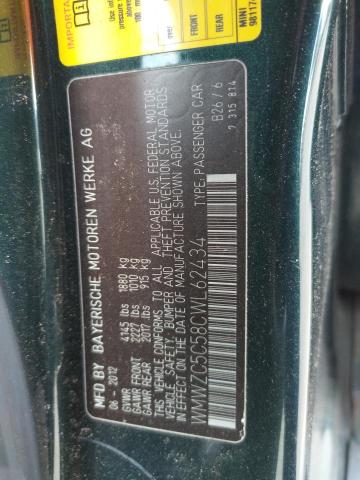 IMPORTA
MINI
FRONT
REAR
MFD BY BAYERISCHE MOTOREN WERKE AG
06 - 2012
GVWR 4145 lbs 1880 kg
GAWR FRONT 2227 lbs 1010 kg
GAWR REAR 2017 lbs 915 kg
THIS VEHICLE CONFORMS TO ALL APPLICABLE U.S. FEDERAL MOTOR
VEHICLE SAFETY, BUMPER AND THEFT PREVENTION STANDARDS
IN EFFECT ON THE DATE OF MANUFACTURE SHOWN ABOVE.
WMWZC5C58CWL62434 TYPE: PASSENGER CAR
B26 / 6
7 315 814